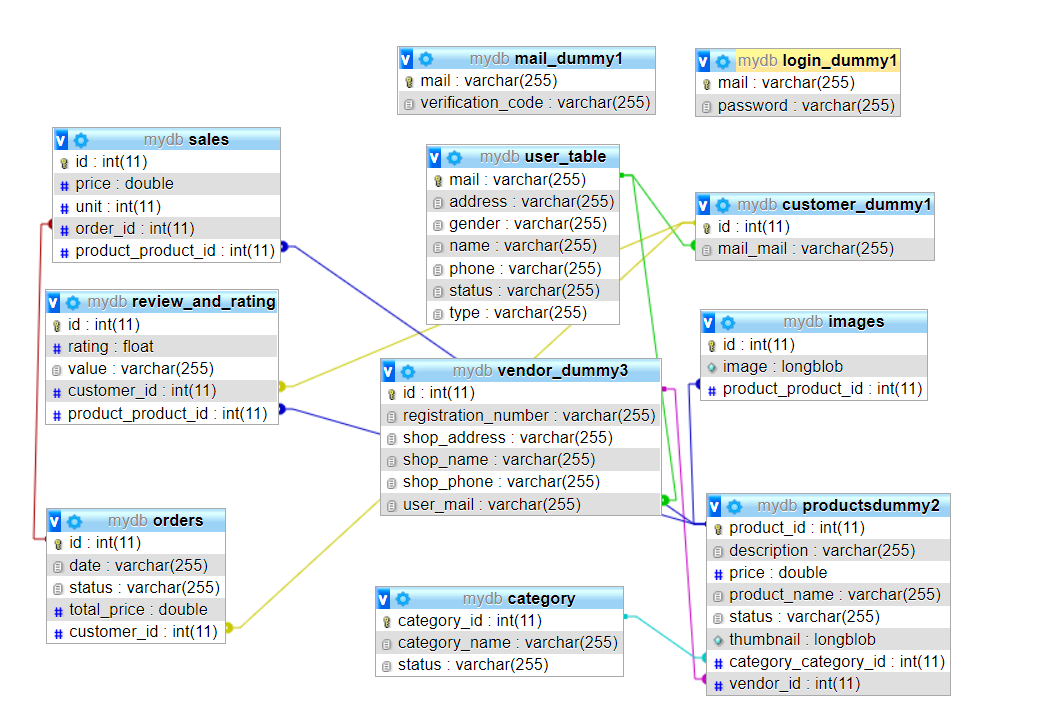 mydb mail_dummy1
mail : varchar(255)
verification_code : varchar(255)
mydb login_dummy1
mail : varchar(255)
password : varchar(255)
mydb sales
id : int(11)
price : double
unit : int(11)
order_id : int(11)
product_product_id : int(11)
mydb user_table
mail : varchar(255)
address : varchar(255)
gender : varchar(255)
name : varchar(255)
phone : varchar(255)
status : varchar(255)
type : varchar(255)
mydb customer_dummy1
id : int(11)
mail_mail : varchar(255)
mydb review_and_rating
id : int(11)
rating : float
value : varchar(255)
customer_id : int(11)
product_product_id : int(11)
mydb vendor_dummy3
id : int(11)
registration_number : varchar(255)
shop_address : varchar(255)
shop_name : varchar(255)
shop_phone : varchar(255)
user_mail : varchar(255)
mydb images
id : int(11)
image : longblob
product_product_id : int(11)
mydb orders
id : int(11)
date : varchar(255)
status : varchar(255)
total_price : double
customer_id : int(11)
mydb category
category_id : int(11)
category_name : varchar(255)
status : varchar(255)
mydb productsdummy2
product_id : int(11)
description : varchar(255)
price : double
product_name : varchar(255)
status : varchar(255)
thumbnail : longblob
category_category_id : int(11)
vendor_id : int(11)